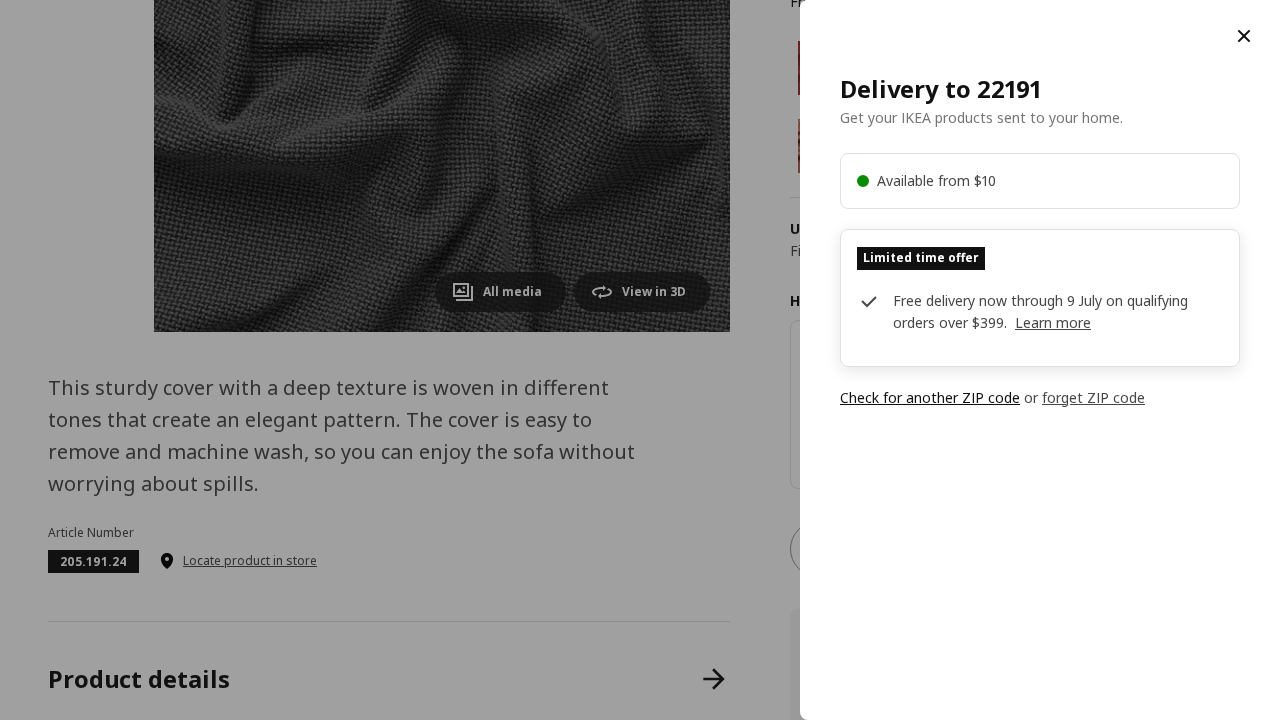 All media
View in 3D
This sturdy cover with a deep texture is woven in different
tones that create an elegant pattern. The cover is easy to
remove and machine wash, so you can enjoy the sofa without
worrying about spills.
Article Number
205.191.24
Locate product in store
Product details
Delivery to 22191
Get your IKEA products sent to your home.
Available from $10
Limited time offer
Free delivery now through 9 July on qualifying
orders over $399. Learn more
Check for another ZIP code or forget ZIP code